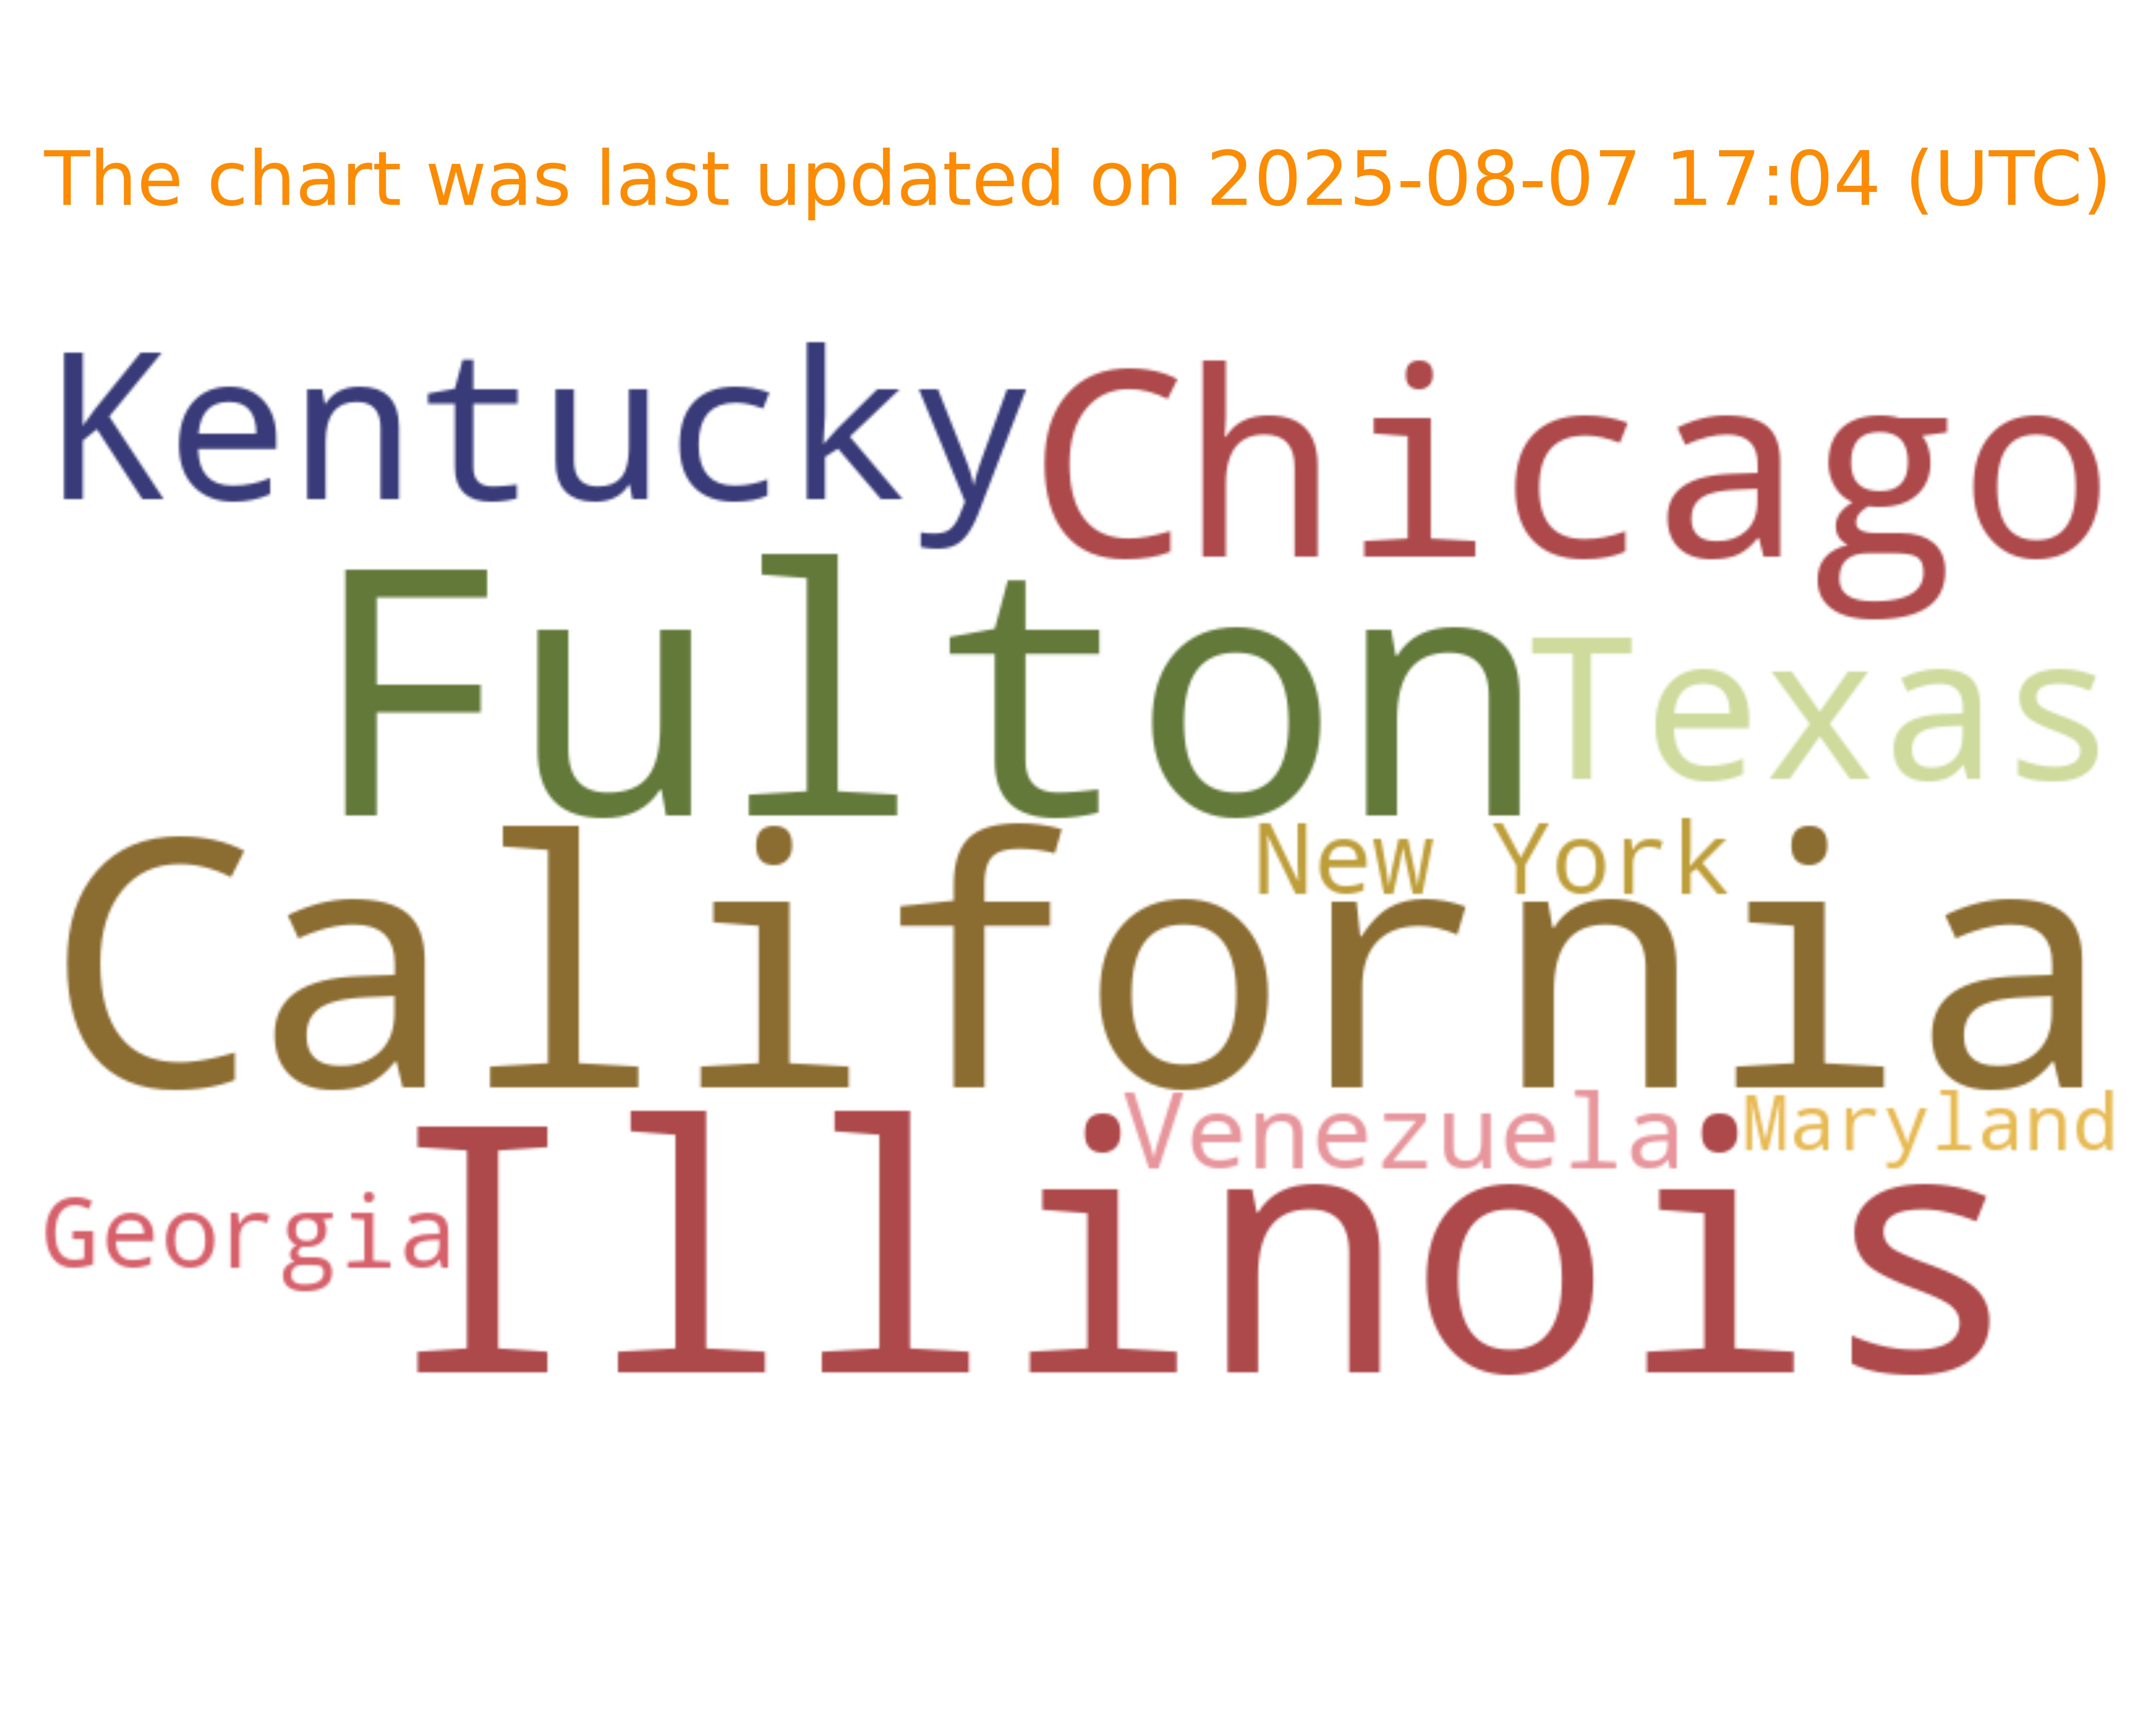 The chart was last updated on 2025-08-07 17:04 (UTC)
Kentucky Chicago
Fulton Texas
New York
California
Venezuela Maryland
Georgia Illinois